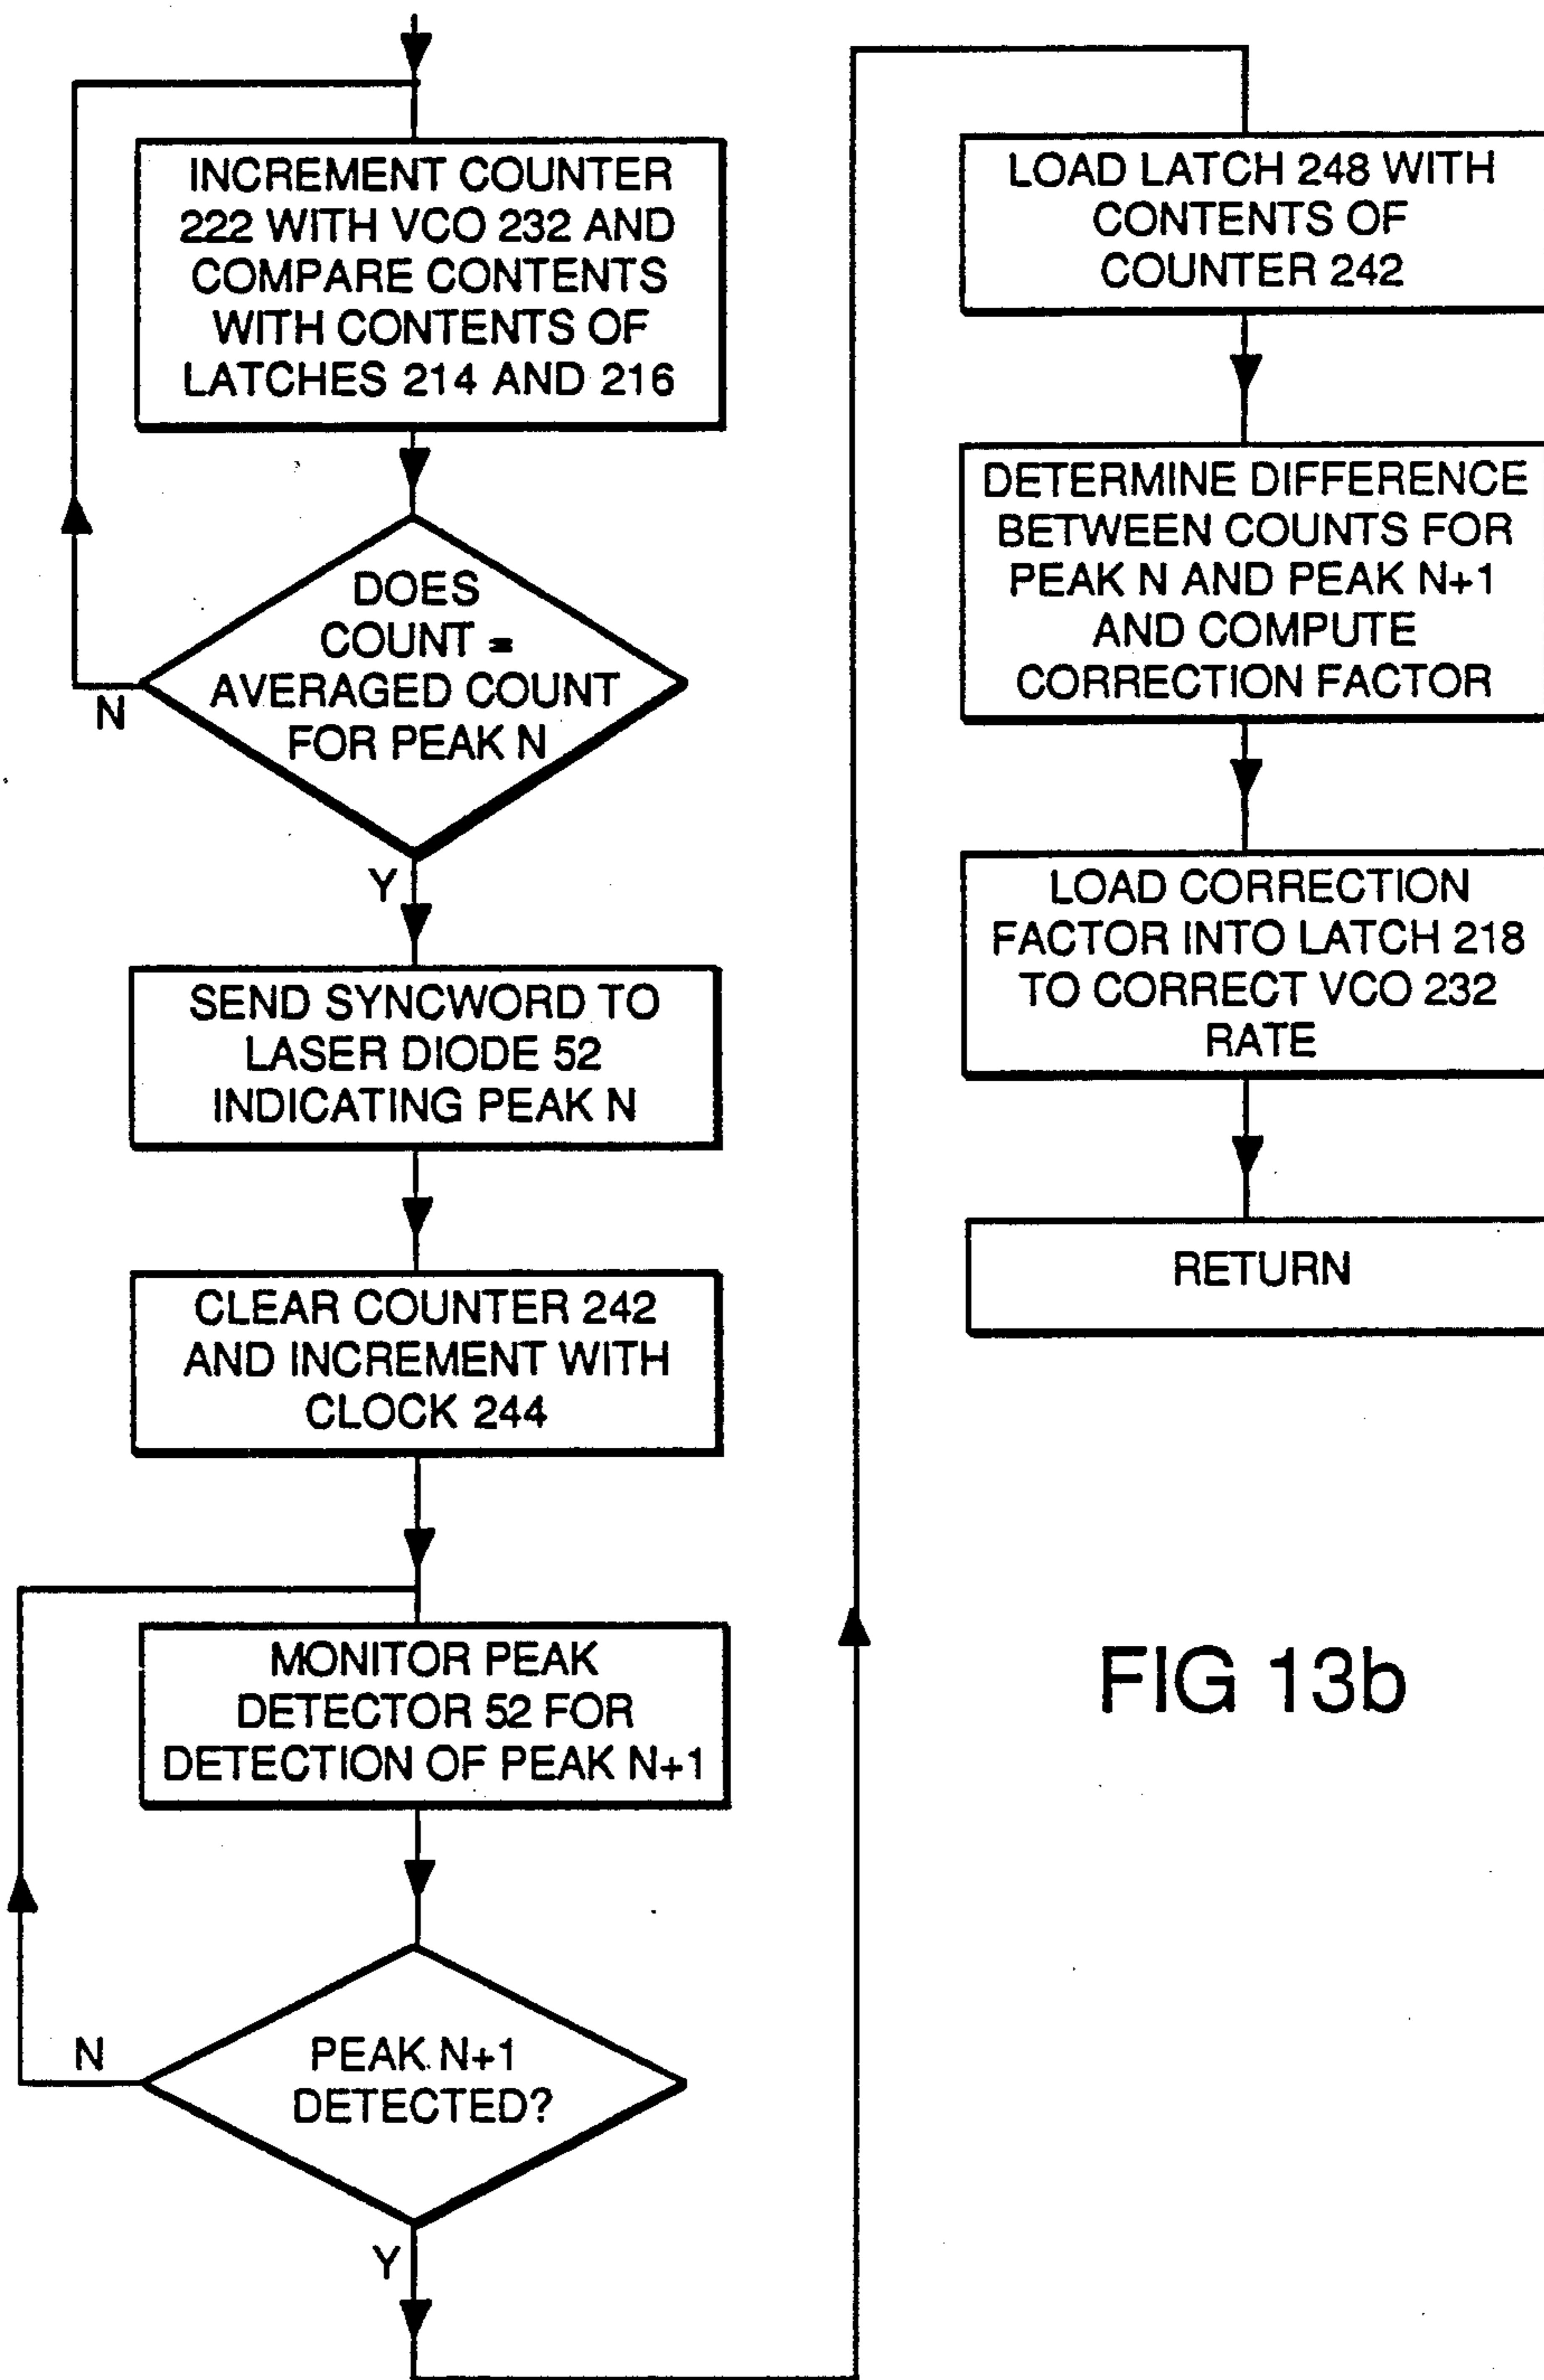 INCREMENT COUNTER
222 WITH VCO 232 AND
COMPARE CONTENTS
WITH CONTENTS OF
LATCHES 214 AND 216
DOES
COUNT =
AVERAGED COUNT
FOR PEAK N
N
Y
SEND SYNCWORD TO
LASER DIODE 52
INDICATING PEAK N
CLEAR COUNTER 242
AND INCREMENT WITH
CLOCK 244
MONITOR PEAK
DETECTOR 52 FOR
DETECTION OF PEAK N+1
PEAK N+1
DETECTED?
N
Y
LOAD LATCH 248 WITH
CONTENTS OF
COUNTER 242
DETERMINE DIFFERENCE
BETWEEN COUNTS FOR
PEAK N AND PEAK N+1
AND COMPUTE
CORRECTION FACTOR
LOAD CORRECTION
FACTOR INTO LATCH 218
TO CORRECT VCO 232
RATE
RETURN
FIG 13b